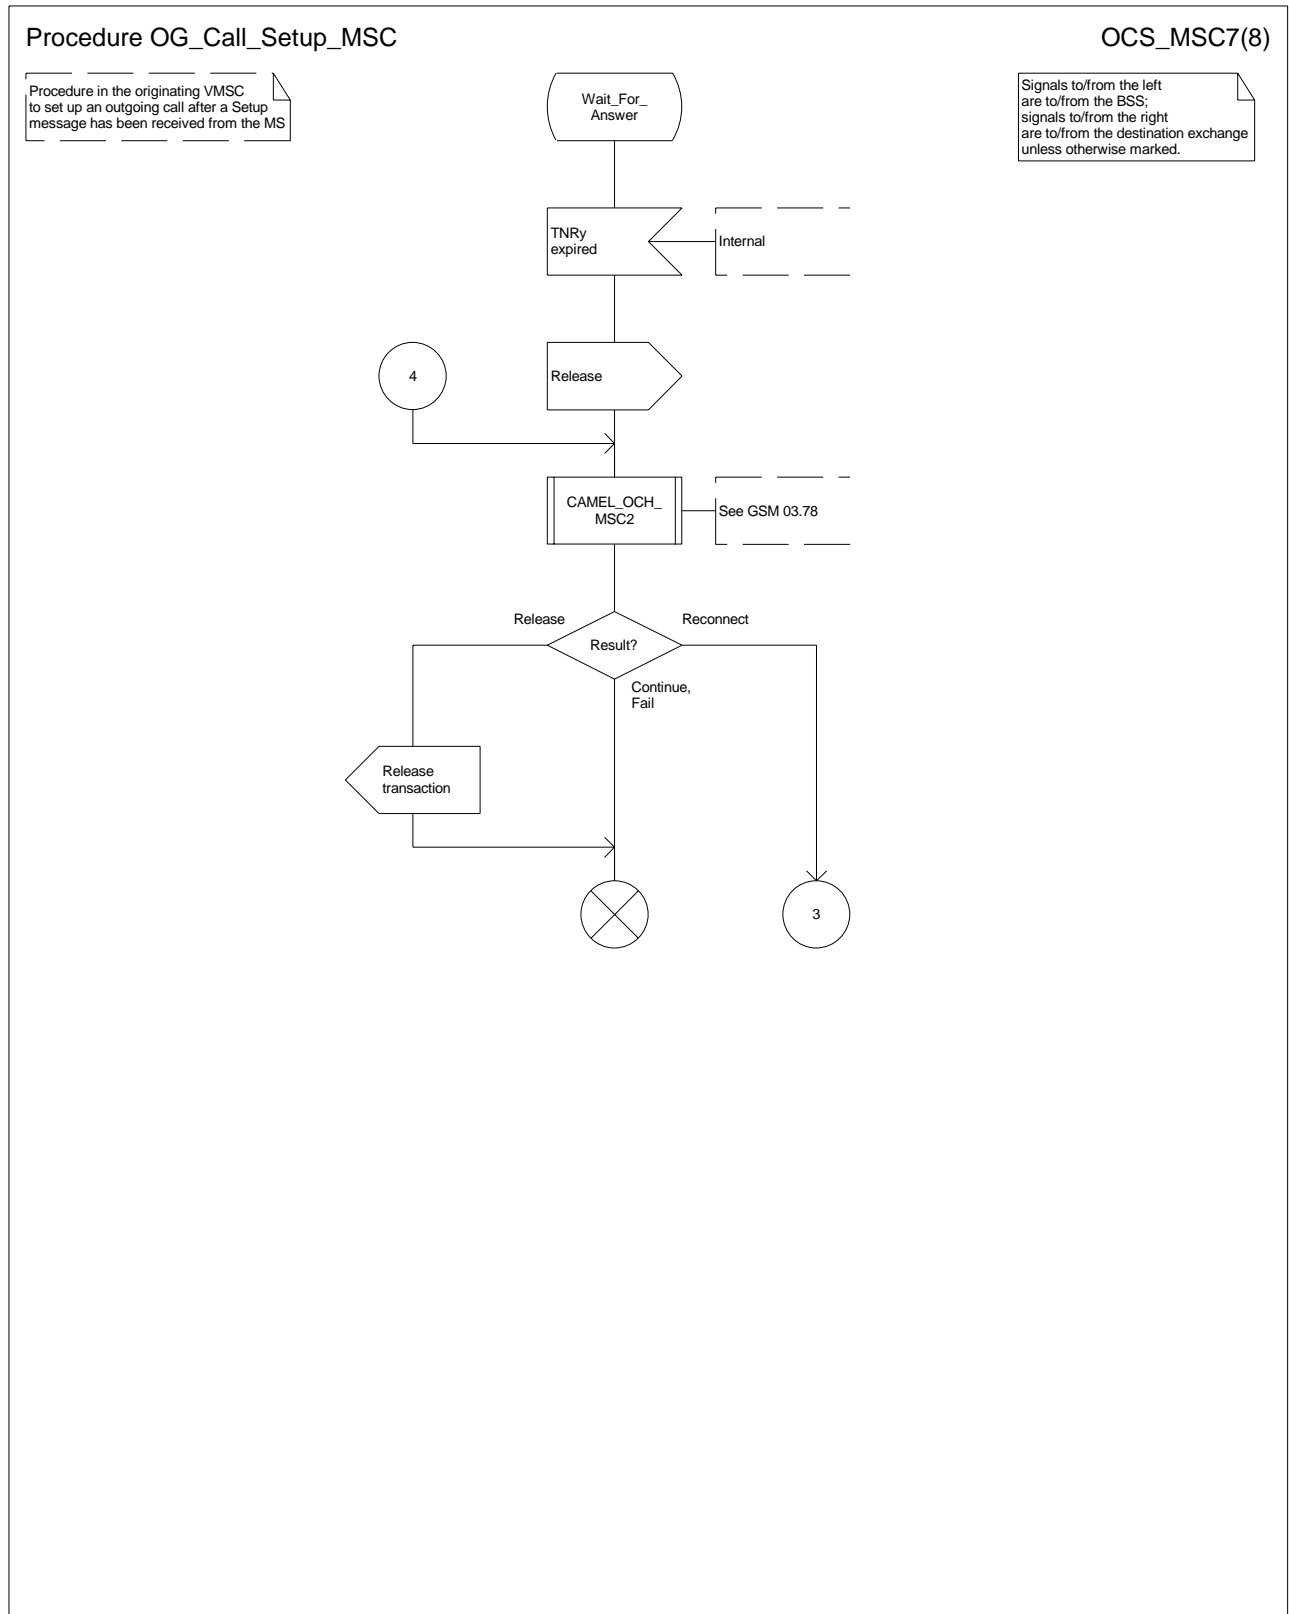 Procedure OG_Call_Setup_MSC
OCS_MSC7(8)
Procedure in the originating VMSC
to set up an outgoing call after a Setup
message has been received from the MS
Signals to/from the left
are to/from the BSS;
signals to/from the right
are to/from the destination exchange
unless otherwise marked.
Wait_For_
Answer
TNRy
expired
Internal
4
Release
CAMEL_OCH_
MSC2
See GSM 03.78
Release
Reconnect
Result?
Continue,
Fail
Release
transaction
3